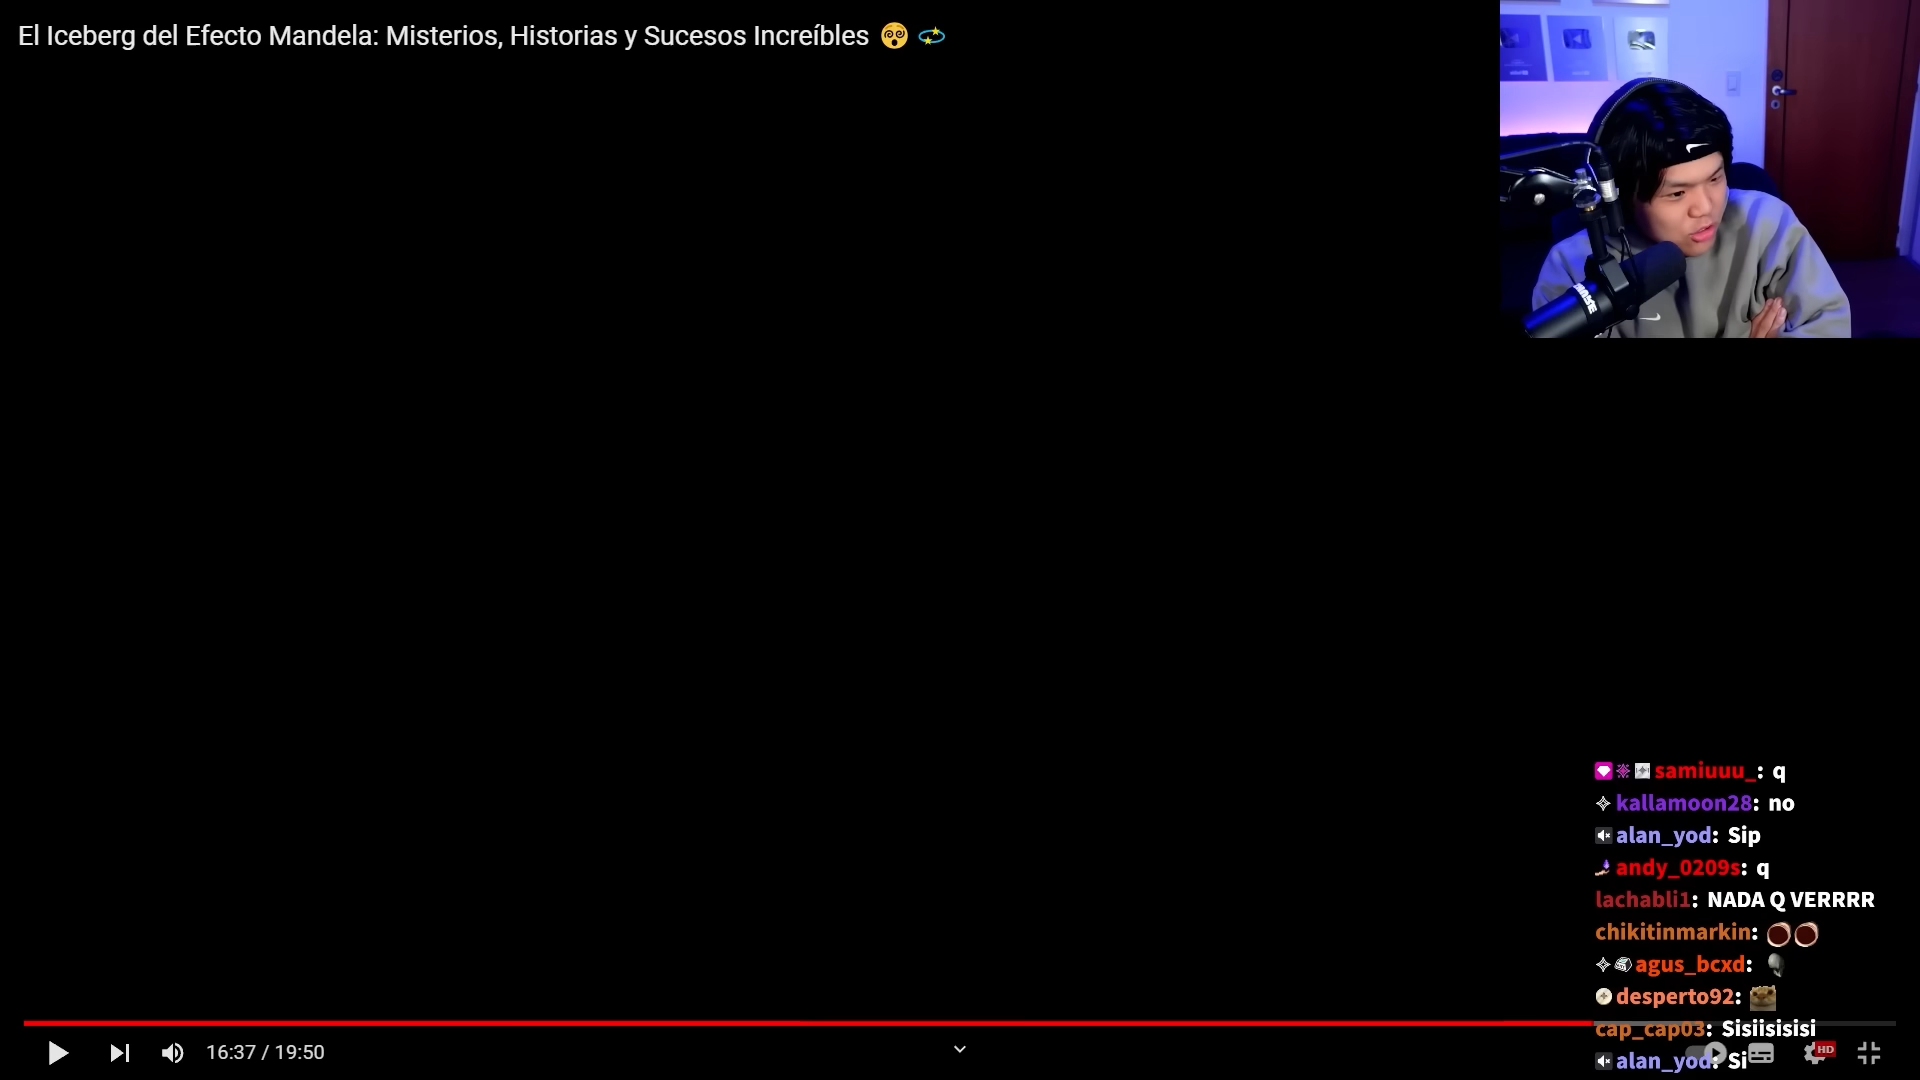 El Iceberg del Efecto Mandela: Misterios, Historias y Sucesos Increíbles 😵‍💫
samiuuu_: q
kallamoon28: no
alan_yod: Sip
andy_0209s: q
lachabli1: NADA Q VERRRR
chikitinmarkin:
agus_bcxd:
desperto92:
cap_cap03: Sisiisisisi
alan_yod: Si
16:37 / 19:50
HD